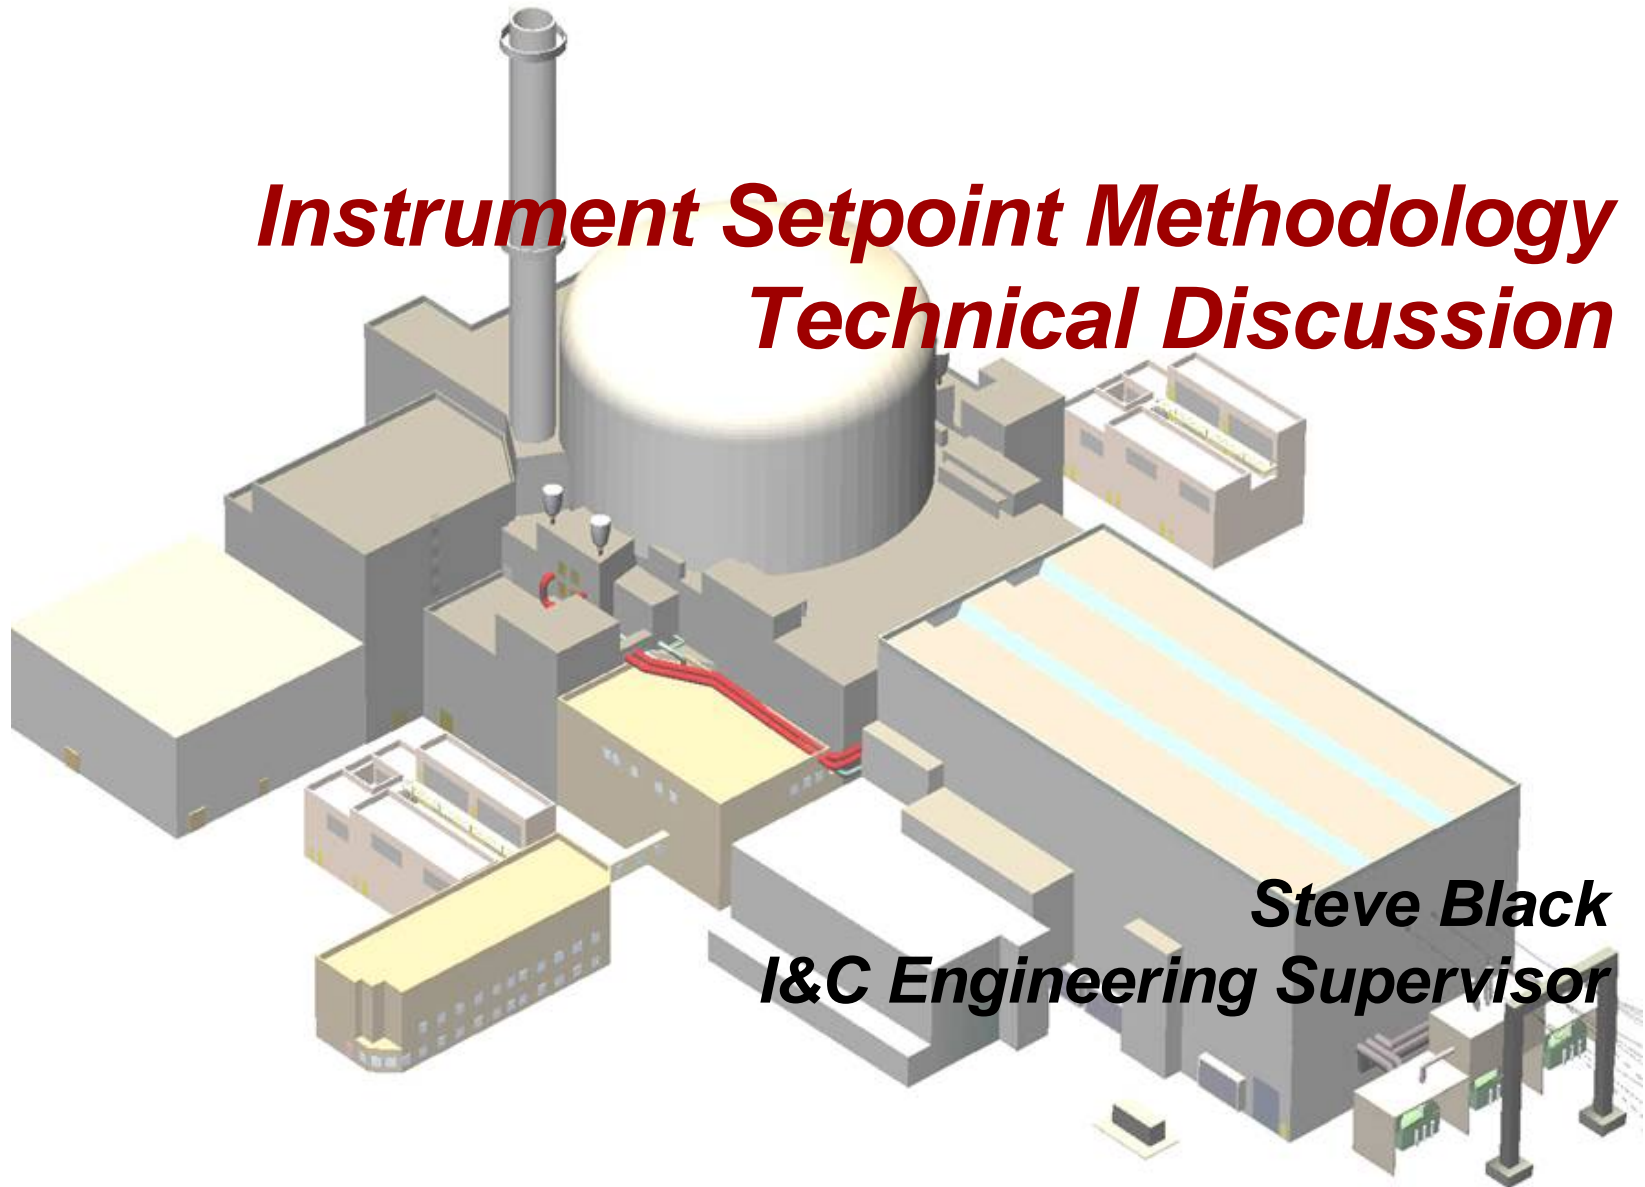 Instrument Setpoint Methodology
Technical Discussion
Steve Black
I&C Engineering Supervisor